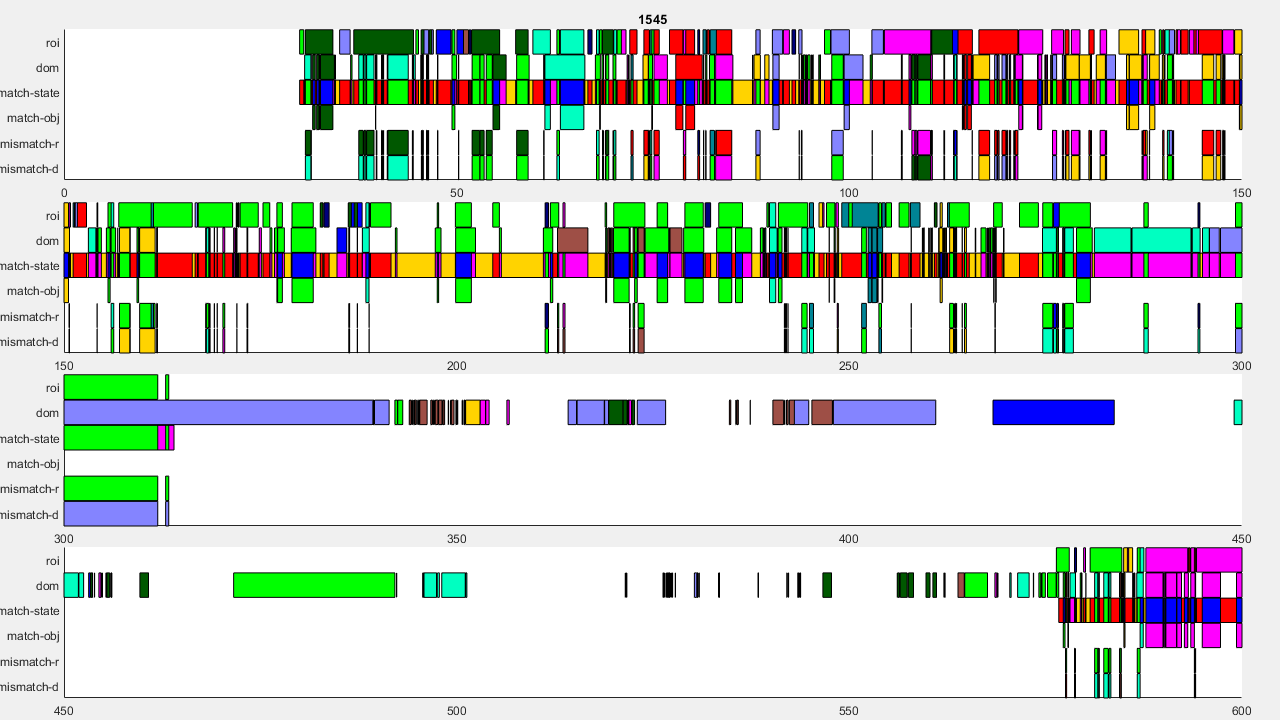 1545
roi
dom
match-state
match-obj
mismatch-r
mismatch-d
0 50 100 150
roi
dom
match-state
match-obj
mismatch-r
mismatch-d
150 200 250 300
roi
dom
match-state
match-obj
mismatch-r
mismatch-d
300 350 400 450
roi
dom
match-state
match-obj
mismatch-r
mismatch-d
450 500 550 600